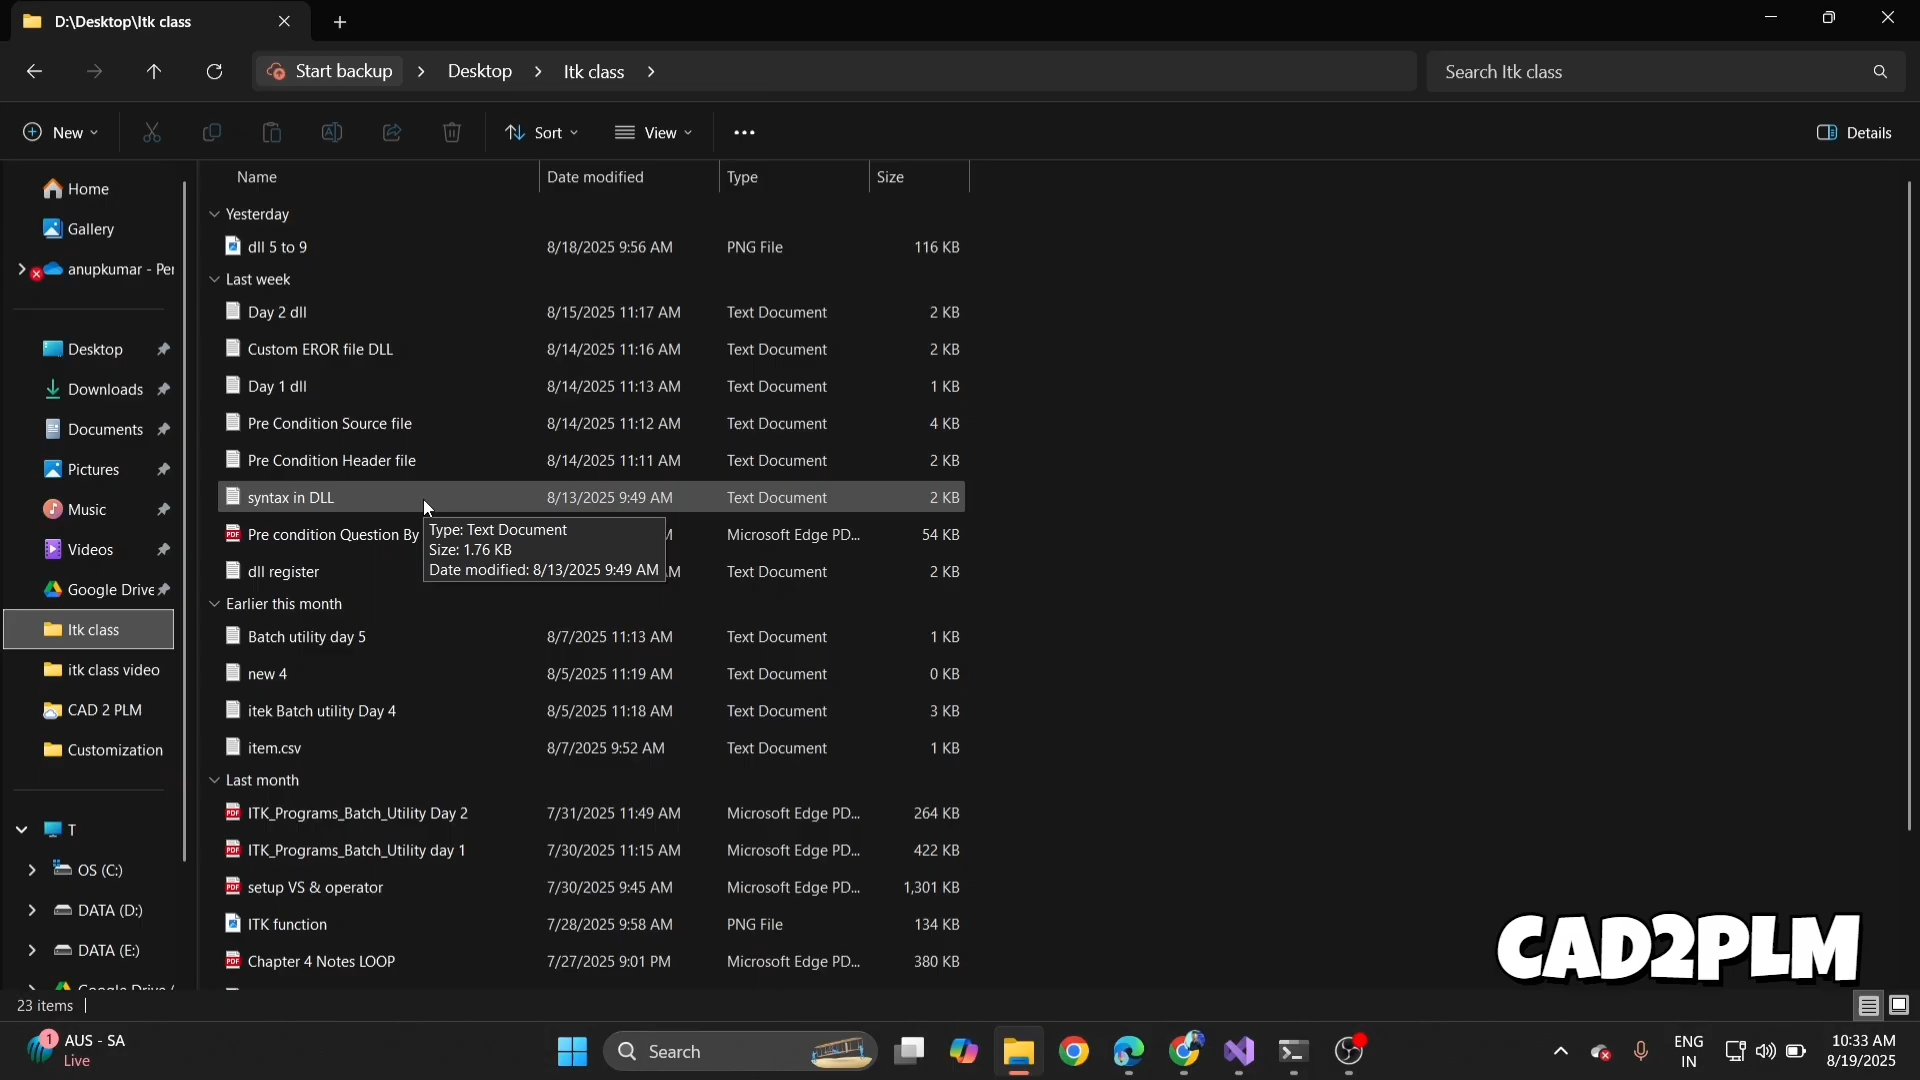 D:\Desktop\Itk class
Start backup > Desktop > Itk class >
Search Itk class
New
Sort
View
Details
Name Date modified Type Size
Yesterday
dll 5 to 9 8/18/2025 9:56 AM PNG File 116 KB
Last week
Day 2 dll 8/15/2025 11:17 AM Text Document 2 KB
Custom EROR file DLL 8/14/2025 11:16 AM Text Document 2 KB
Day 1 dll 8/14/2025 11:13 AM Text Document 1 KB
Pre Condition Source file 8/14/2025 11:12 AM Text Document 4 KB
Pre Condition Header file 8/14/2025 11:11 AM Text Document 2 KB
syntax in DLL 8/13/2025 9:49 AM Text Document 2 KB
Pre condition Question By Microsoft Edge PD... 54 KB
dll register Text Document 2 KB
Type: Text Document
Size: 1.76 KB
Date modified: 8/13/2025 9:49 AM
Earlier this month
Batch utility day 5 8/7/2025 11:13 AM Text Document 1 KB
new 4 8/5/2025 11:19 AM Text Document 0 KB
itek Batch utility Day 4 8/5/2025 11:18 AM Text Document 3 KB
item.csv 8/7/2025 9:52 AM Text Document 1 KB
Last month
ITK_Programs_Batch_Utility Day 2 7/31/2025 11:49 AM Microsoft Edge PD... 264 KB
ITK_Programs_Batch_Utility day 1 7/30/2025 11:15 AM Microsoft Edge PD... 422 KB
setup VS & operator 7/30/2025 9:45 AM Microsoft Edge PD... 1,301 KB
ITK function 7/28/2025 9:58 AM PNG File 134 KB
Chapter 4 Notes LOOP 7/27/2025 9:01 PM Microsoft Edge PD... 380 KB
Home
Gallery
anupkumar - Per
Desktop
Downloads
Documents
Pictures
Music
Videos
Google Drive
Itk class
itk class video
CAD 2 PLM
Customization
T
OS (C:)
DATA (D:)
DATA (E:)
CAD2PLM
23 items
1
AUS - SA
Live
Search
ENG
IN
10:33 AM
8/19/2025